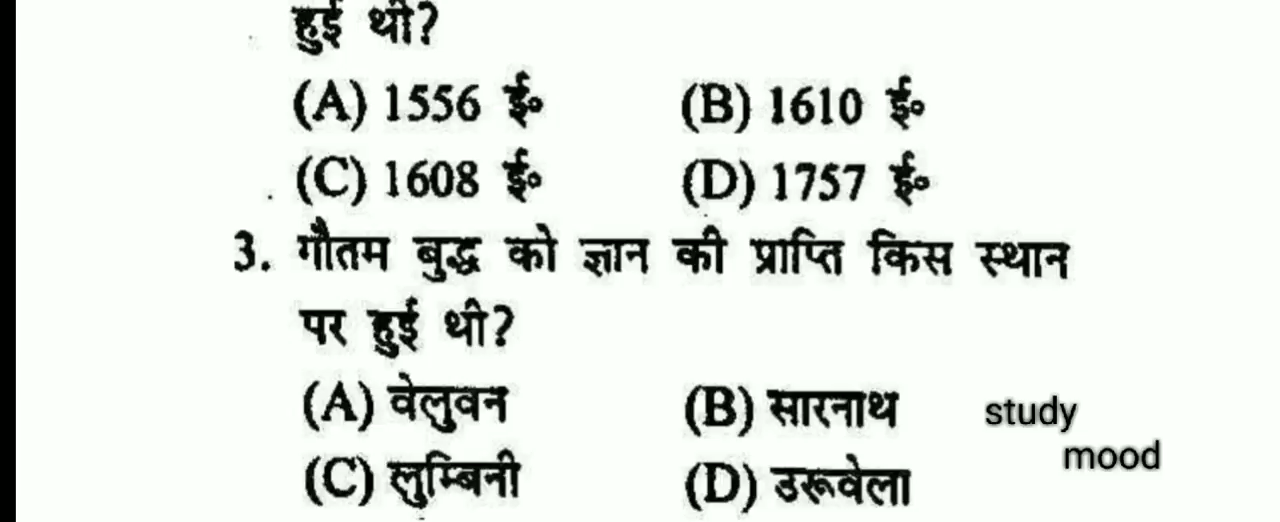 हुई थी?
(A) 1556 ई० (B) 1610 ई०
(C) 1608 ई० (D) 1757 ई०
3. गौतम बुद्ध को ज्ञान की प्राप्ति किस स्थान
पर हुई थी?
(A) वेलुवन (B) सारनाथ
(C) लुम्बिनी (D) उरूवेला
study
mood